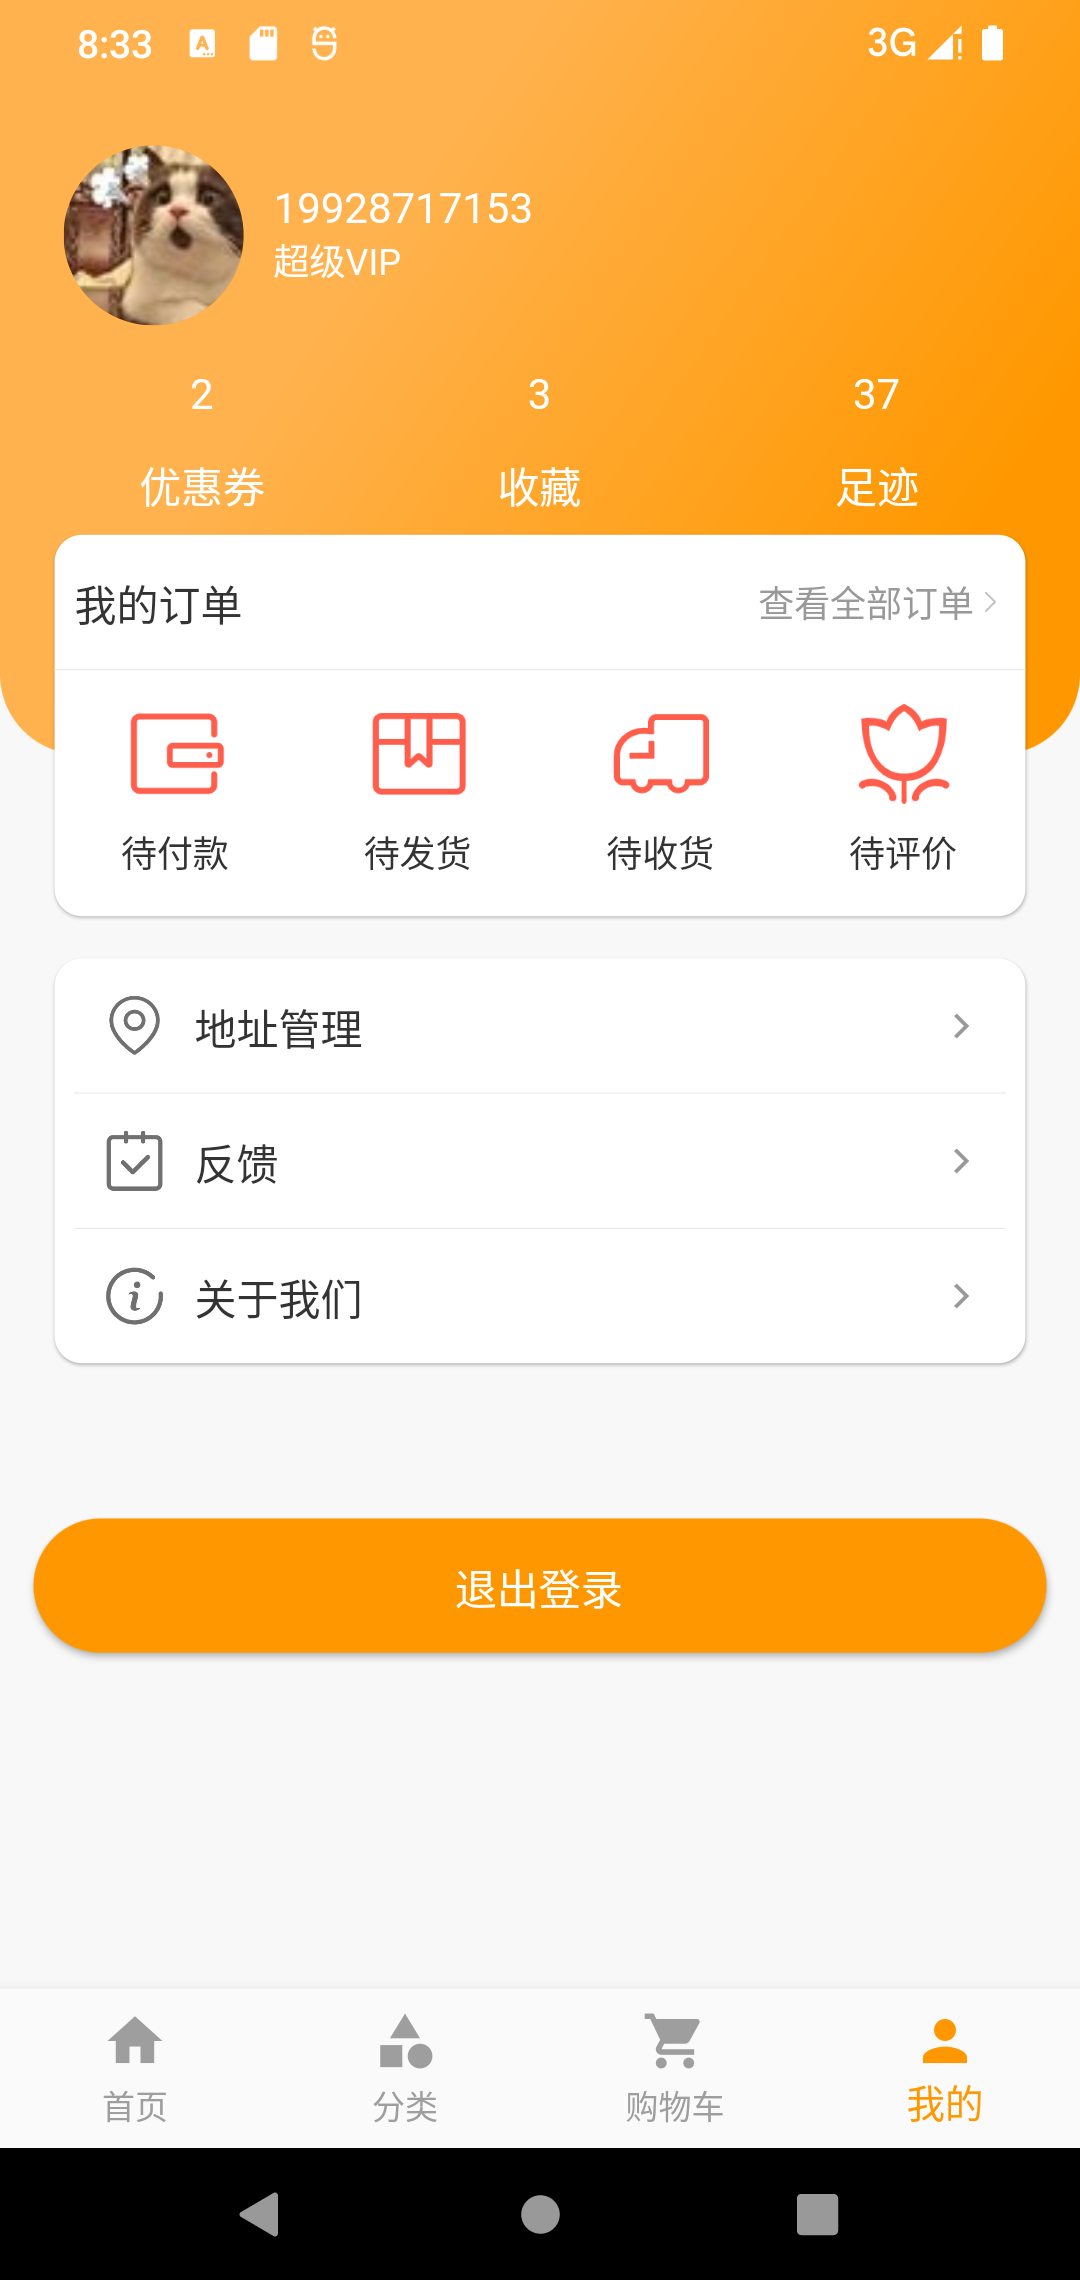 8:33
3G
19928717153
超级VIP
2 3 37
优惠券 收藏 足迹
我的订单 查看全部订单
待付款 待发货 待收货 待评价
地址管理
反馈
关于我们
退出登录
首页 分类 购物车 我的